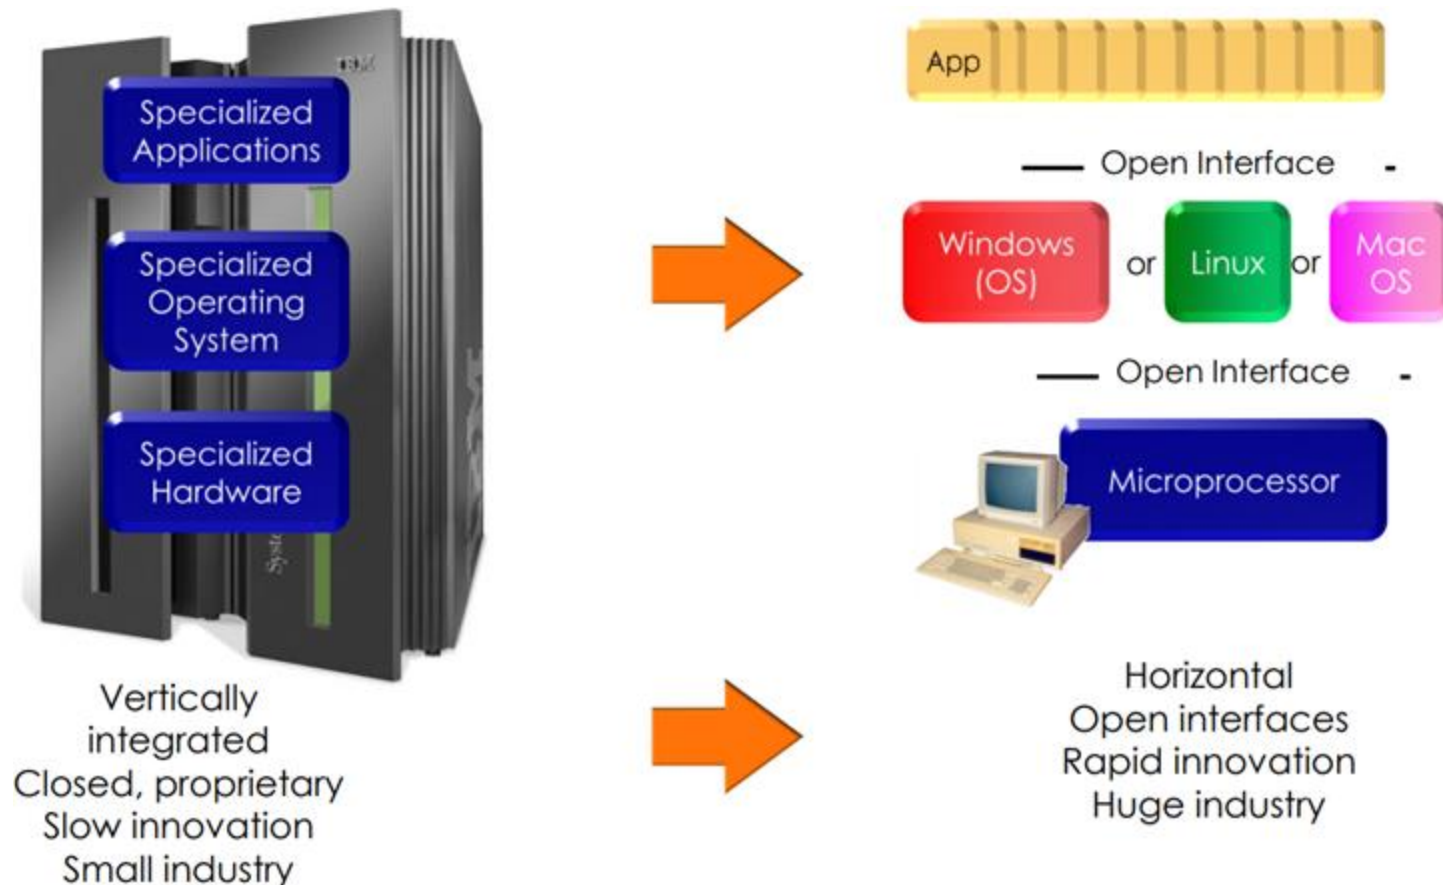 IBM
Specialized
Applications
Specialized
Operating
System
Specialized
Hardware
Vertically
integrated
Closed, proprietary
Slow innovation
Small industry
App
Open Interface
Windows
(OS)
or
Linux
or
Mac
OS
Open Interface
Microprocessor
Horizontal
Open interfaces
Rapid innovation
Huge industry